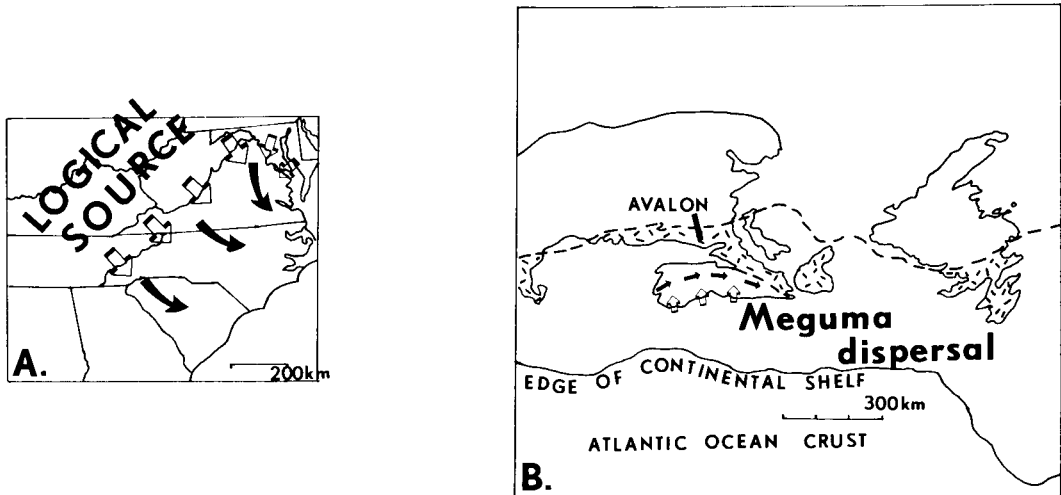 LOGICAL
SOURCE
200km
A.
AVALON
Meguma
dispersal
EDGE OF CONTINENTAL SHELF
300km
ATLANTIC OCEAN CRUST
B.